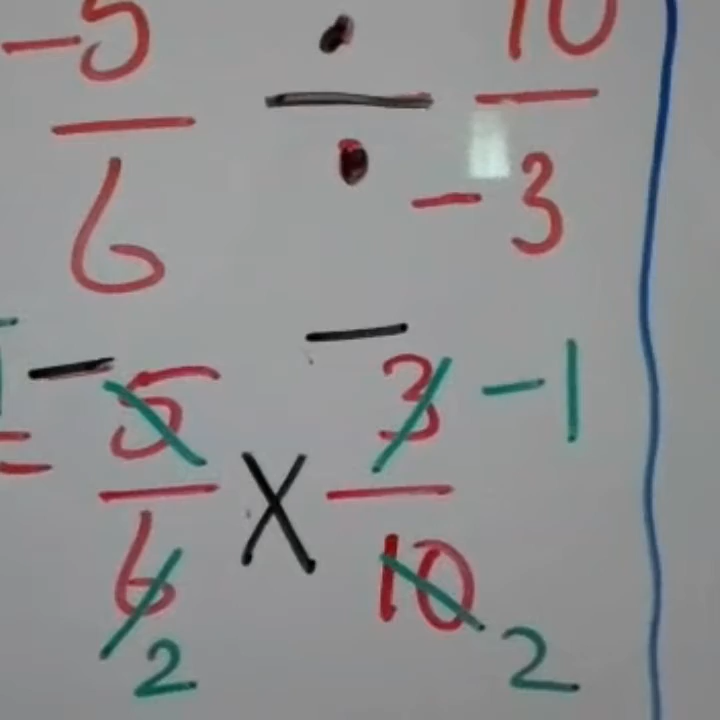 -5/6 ÷ 10/-3
= -5/6 × -3/10 -1
2 2